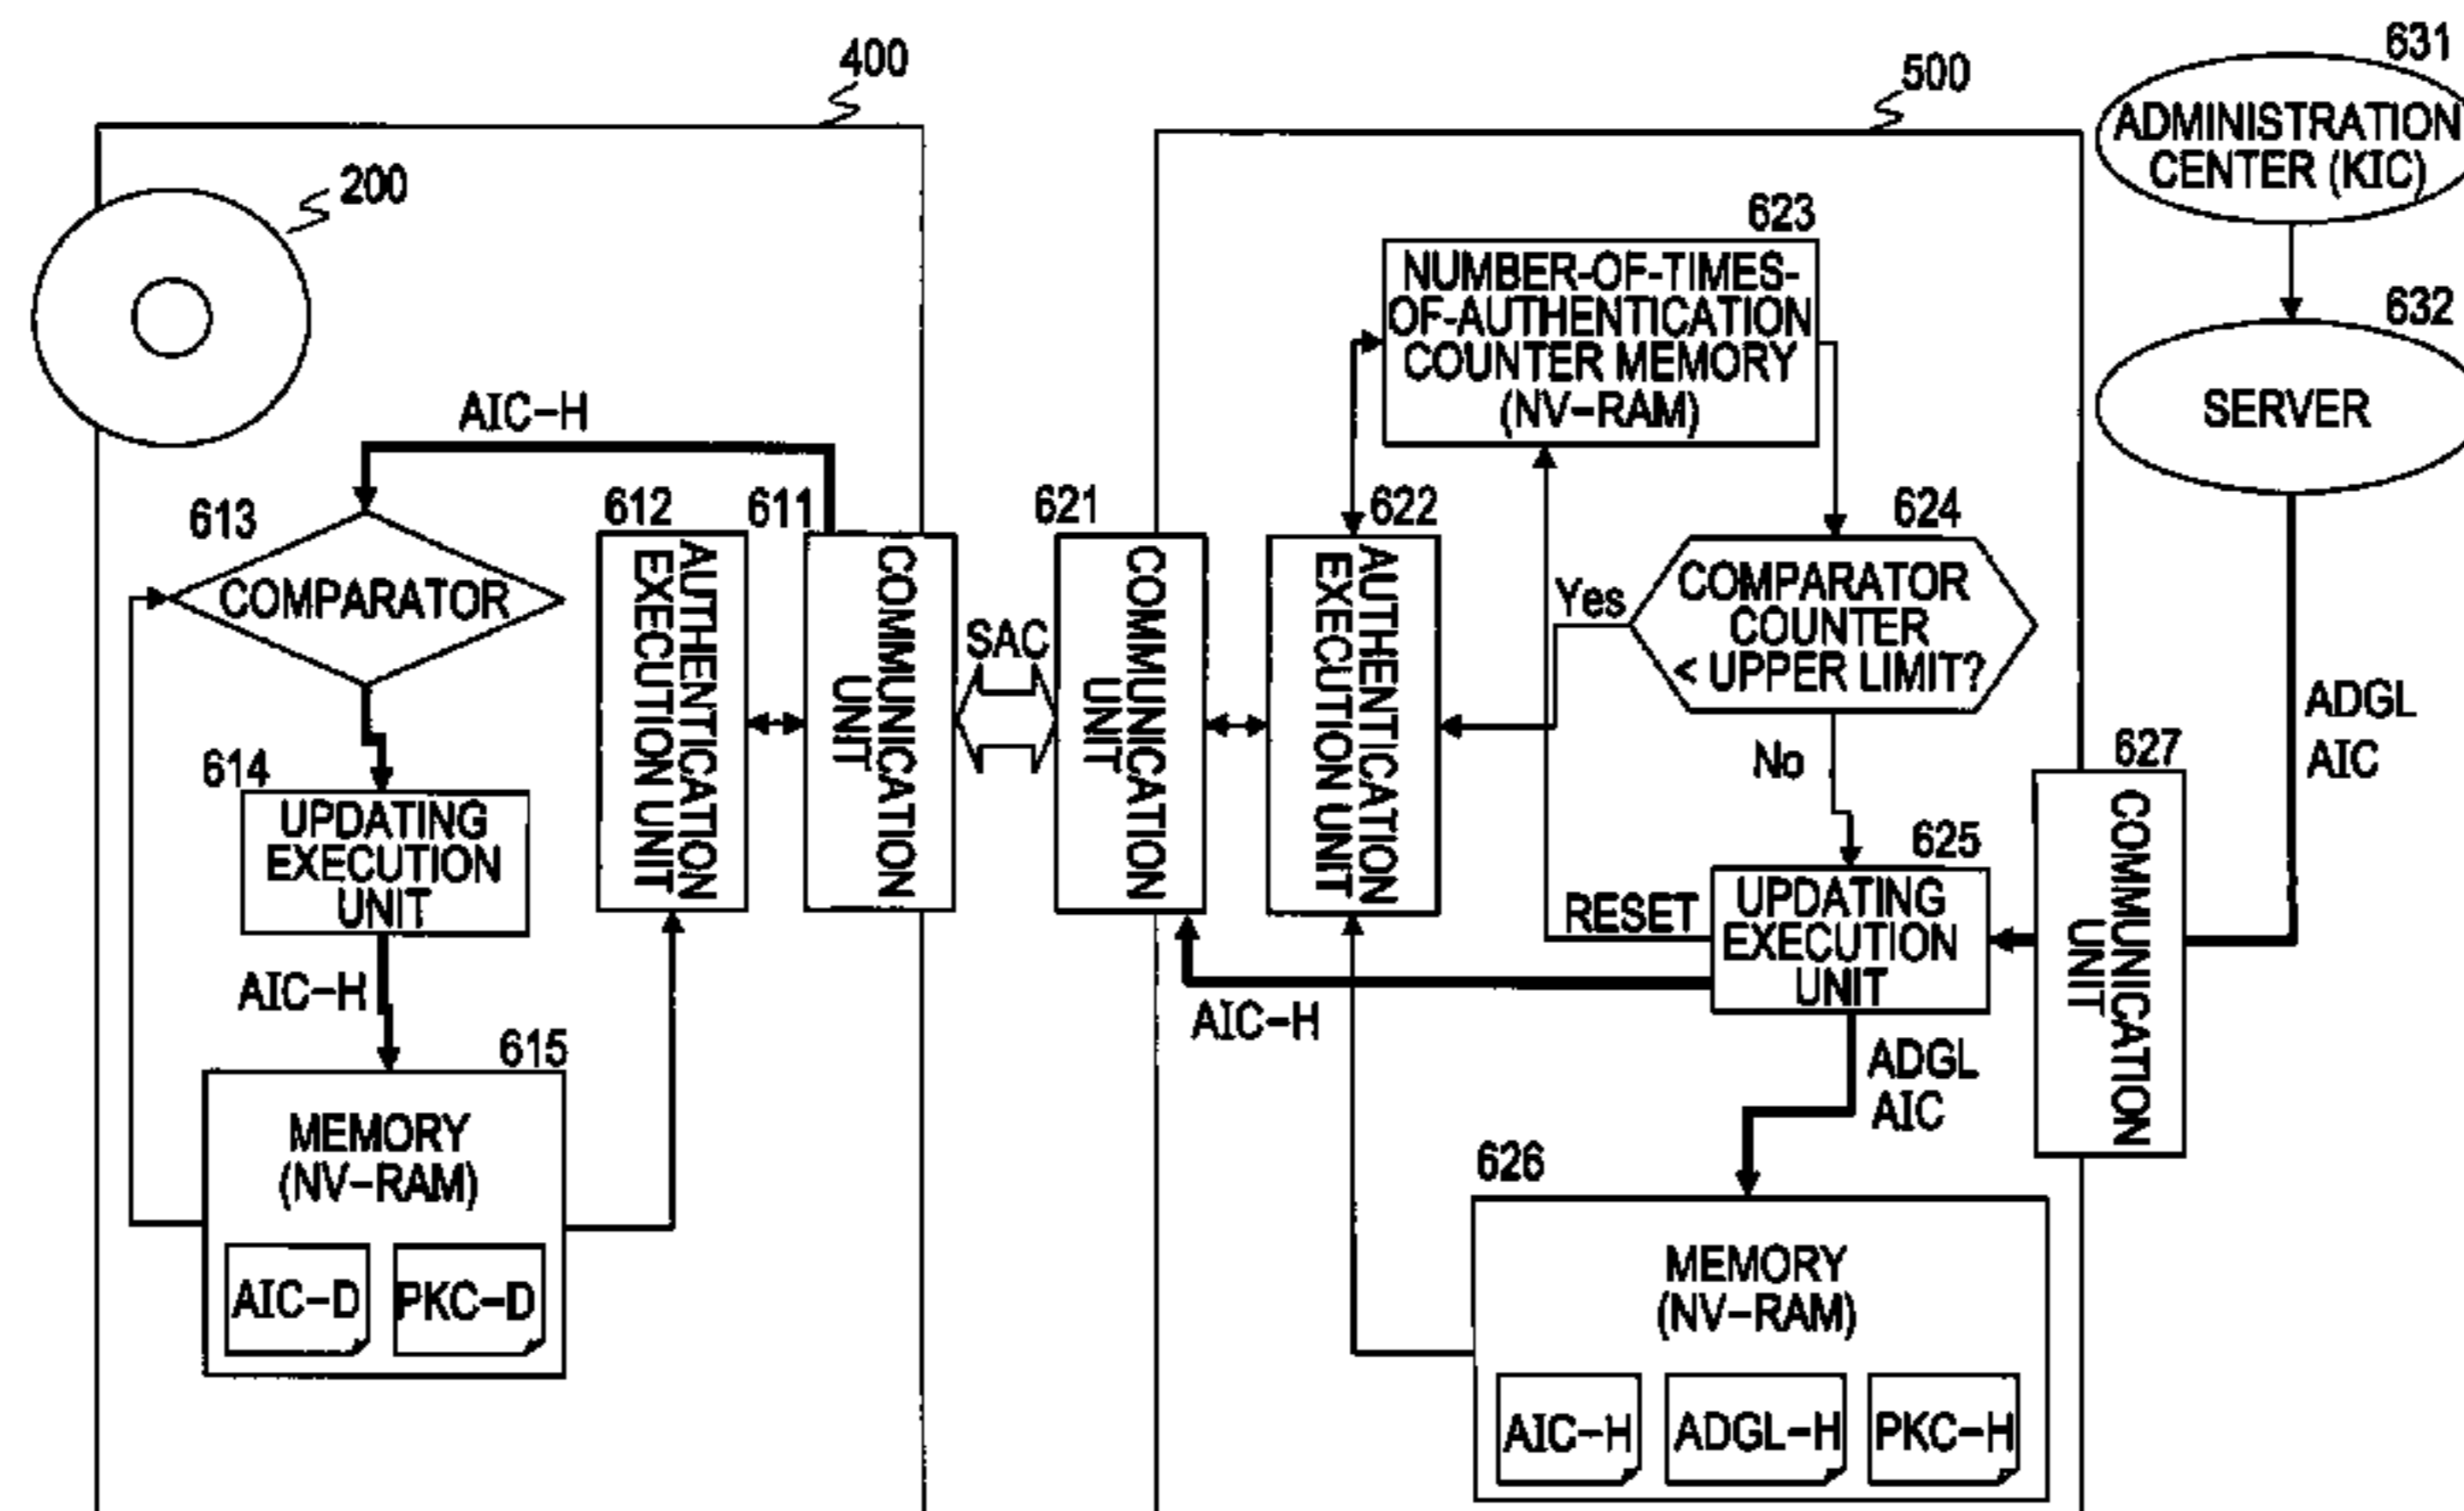 631
400
500
ADMINISTRATION
CENTER (KIC)
200
623
NUMBER-OF-TIMES-
OF-AUTHENTICATION
COUNTER MEMORY
(NV-RAM)
632
SERVER
AIC-H
613
COMPARATOR
612
AUTHENTICATION
EXECUTION UNIT
611
COMMUNICATION
UNIT
SAC
621
COMMUNICATION
UNIT
622
AUTHENTICATION
EXECUTION UNIT
624
COMPARATOR
COUNTER
< UPPER LIMIT?
Yes
No
ADGL
AIC
627
COMMUNICATION
UNIT
614
UPDATING
EXECUTION
UNIT
AIC-H
625
UPDATING
EXECUTION
UNIT
RESET
AIC-H
ADGL
AIC
615
MEMORY
(NV-RAM)
AIC-D
PKC-D
626
MEMORY
(NV-RAM)
AIC-H
ADGL-H
PKC-H